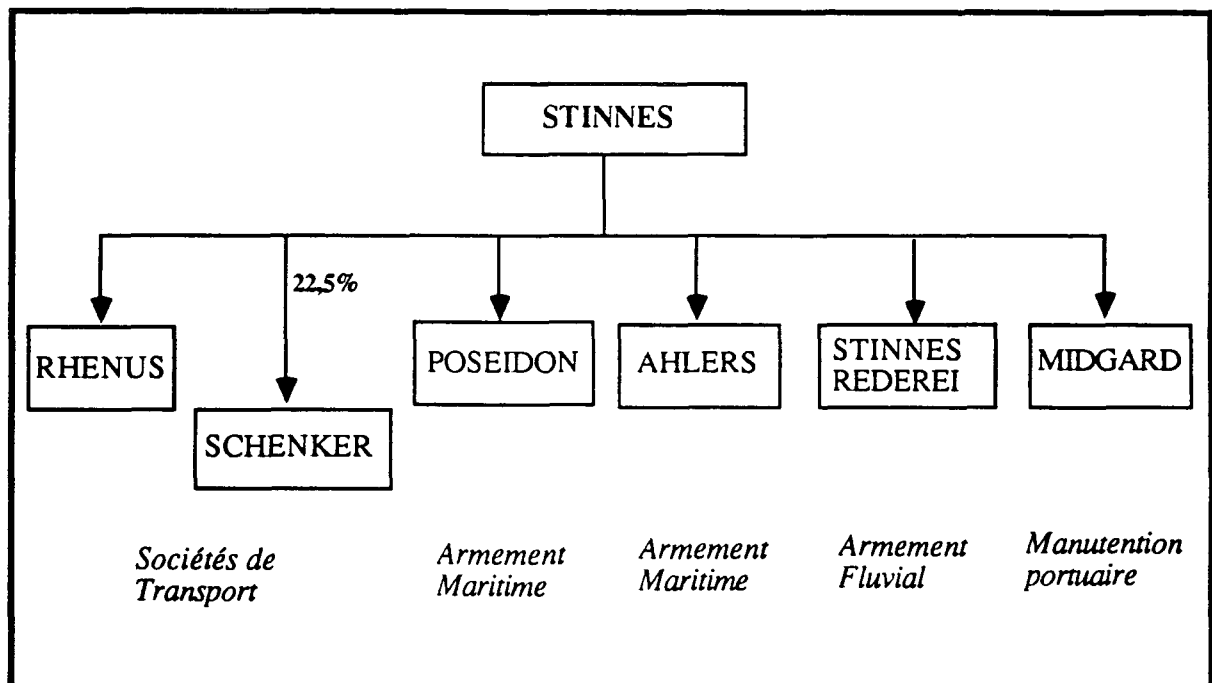 STINNES
22,5%
RHENUS
SCHENKER
POSEIDON
AHLERS
STINNES
REDEREI
MIDGARD
Sociétés de
Transport
Armement
Maritime
Armement
Maritime
Armement
Fluvial
Manutention
portuaire